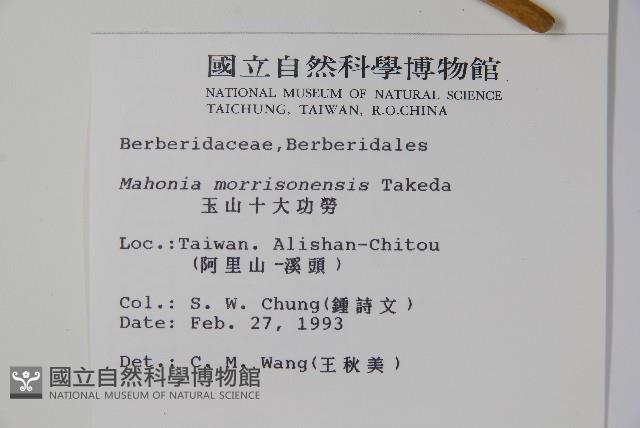 國立自然科學博物館
NATIONAL MUSEUM OF NATURAL SCIENCE
TAICHUNG, TAIWAN, R.O.CHINA
Berberidaceae,Berberidales
Mahonia morrisonensis Takeda
玉山十大功勞
Loc.:Taiwan. Alishan-Chitou
(阿里山-溪頭)
Col.: S. W. Chung(鍾詩文)
Date: Feb. 27, 1993
Det.: C. M. Wang(王秋美)
國立自然科學博物館
NATIONAL MUSEUM OF NATURAL SCIENCE